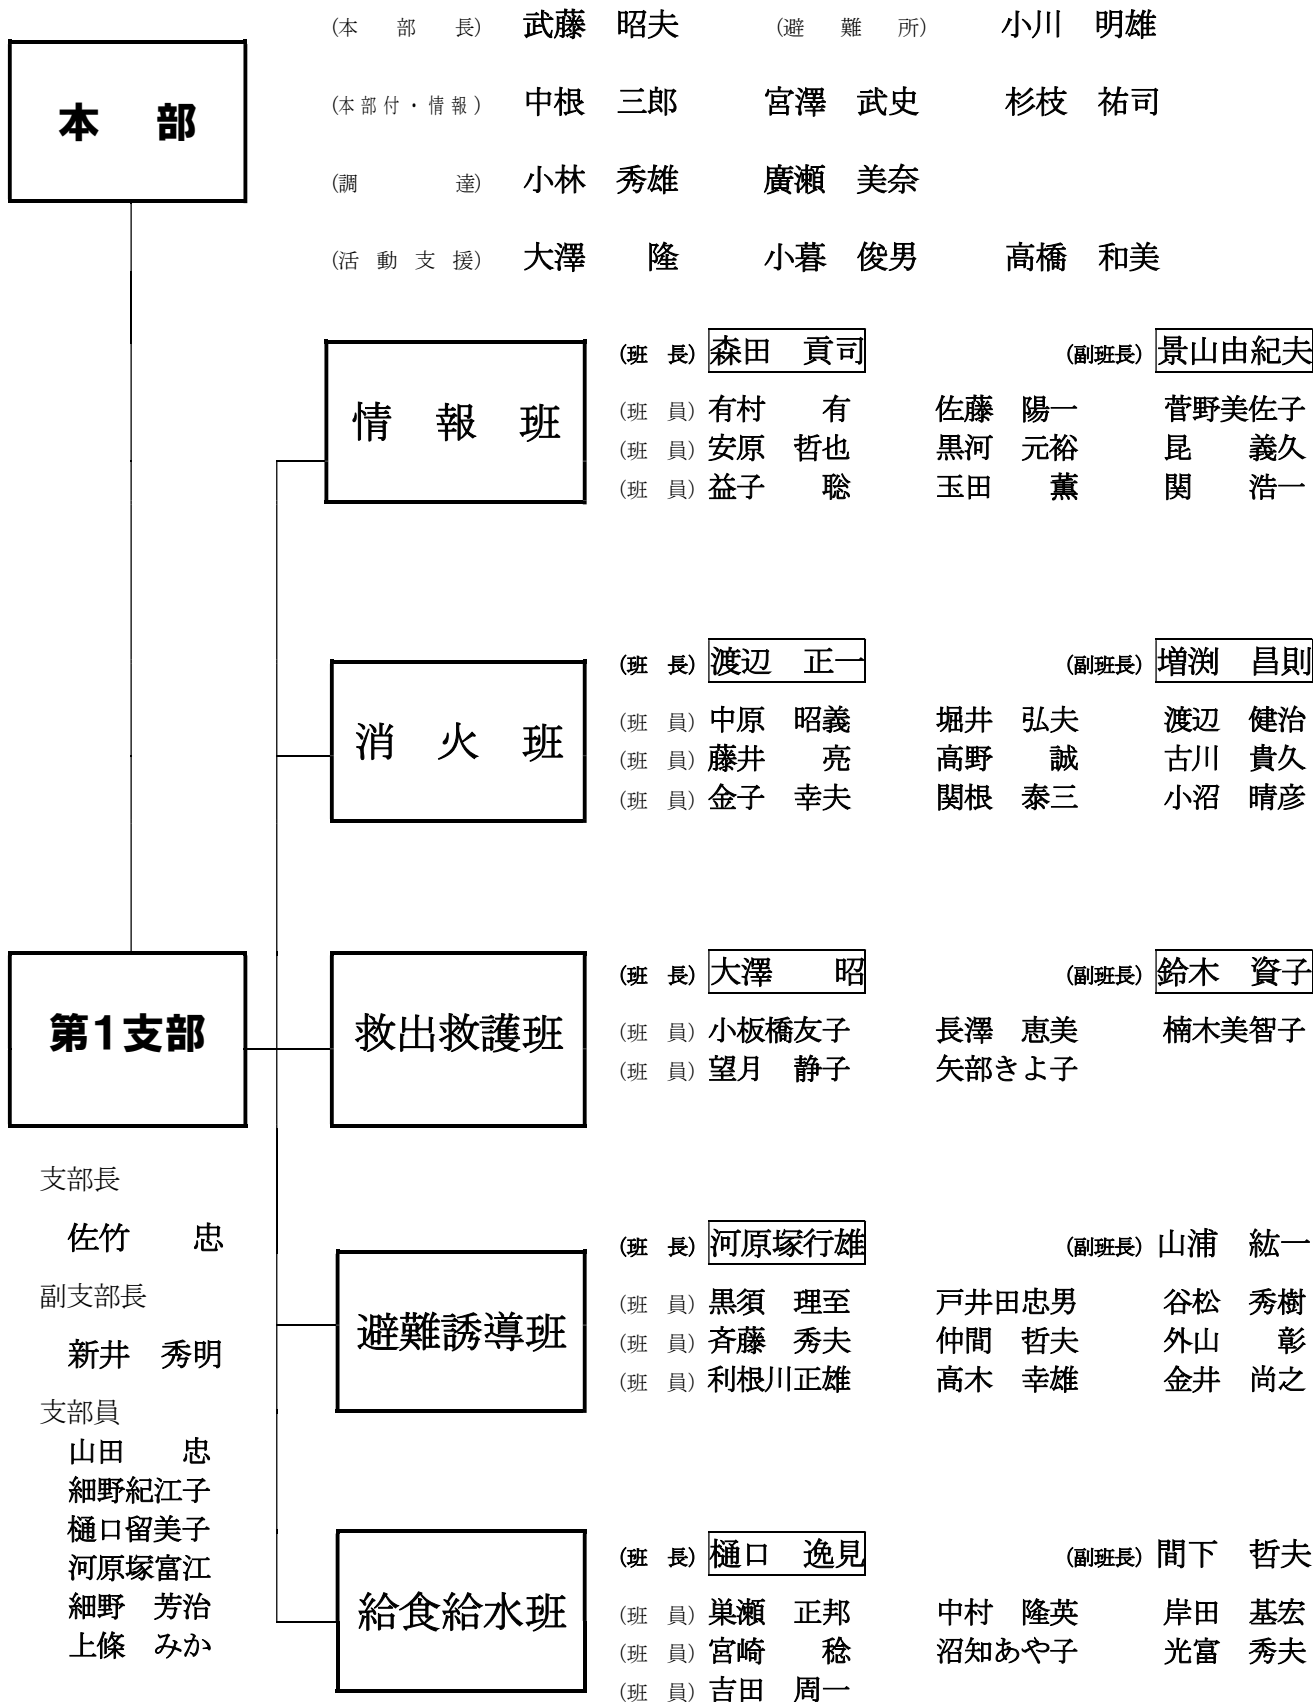 (本部長) 武藤 昭夫 (避難所) 小川 明雄
本 部
(本部付・情報) 中根 三郎 宮澤 武史 杉枝 祐司
(調達) 小林 秀雄 廣瀬 美奈
(活動支援) 大澤 隆 小暮 俊男 高橋 和美
情 報 班
(班 長) 森田 貢司 (副班長) 景山由紀夫
(班 員) 有村 有 佐藤 陽一 菅野美佐子
(班 員) 安原 哲也 黒河 元裕 昆 義久
(班 員) 益子 聡 玉田 薫 関 浩一
消 火 班
(班 長) 渡辺 正一 (副班長) 増渕 昌則
(班 員) 中原 昭義 堀井 弘夫 渡辺 健治
(班 員) 藤井 亮 高野 誠 古川 貴久
(班 員) 金子 幸夫 関根 泰三 小沼 晴彦
第1支部
救出救護班
(班 長) 大澤 昭 (副班長) 鈴木 資子
(班 員) 小板橋友子 長澤 恵美 楠木美智子
(班 員) 望月 静子 矢部きよ子
支部長
佐竹 忠
副支部長
新井 秀明
支部員
山田 忠
細野紀江子
樋口留美子
河原塚富江
細野 芳治
上條 みか
避難誘導班
(班 長) 河原塚行雄 (副班長) 山浦 紘一
(班 員) 黒須 理至 戸井田忠男 谷松 秀樹
(班 員) 斉藤 秀夫 仲間 哲夫 外山 彰
(班 員) 利根川正雄 高木 幸雄 金井 尚之
給食給水班
(班 長) 樋口 逸見 (副班長) 間下 哲夫
(班 員) 巣瀬 正邦 中村 隆英 岸田 基宏
(班 員) 宮崎 稔 沼知あや子 光富 秀夫
(班 員) 吉田 周一